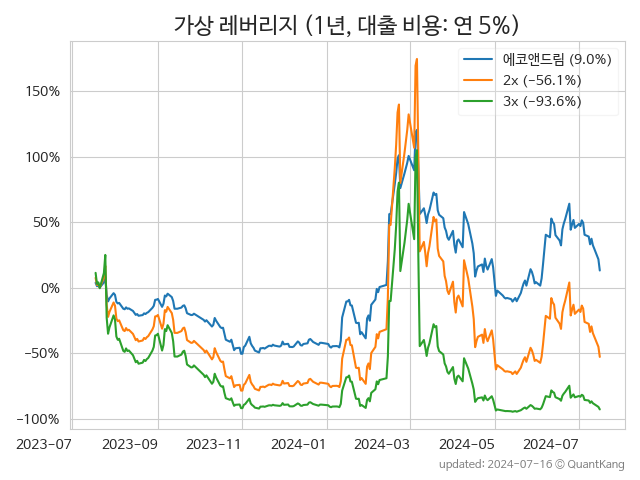 가상 레버리지 (1년, 대출 비용: 연 5%)
에코앤드림 (9.0%)
2x (−56.1%)
3x (−93.6%)
150%
100%
50%
0%
−50%
−100%
2023-07 2023-09 2023-11 2024-01 2024-03 2024-05 2024-07
updated: 2024-07-16 © QuantKang